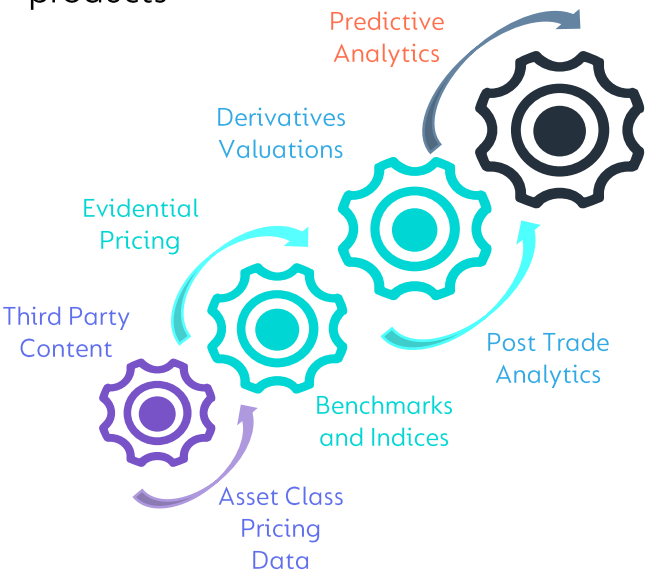 products
Predictive
Analytics
Derivatives
Valuations
Evidential
Pricing
Third Party
Content
Post Trade
Analytics
Benchmarks
and Indices
Asset Class
Pricing
Data